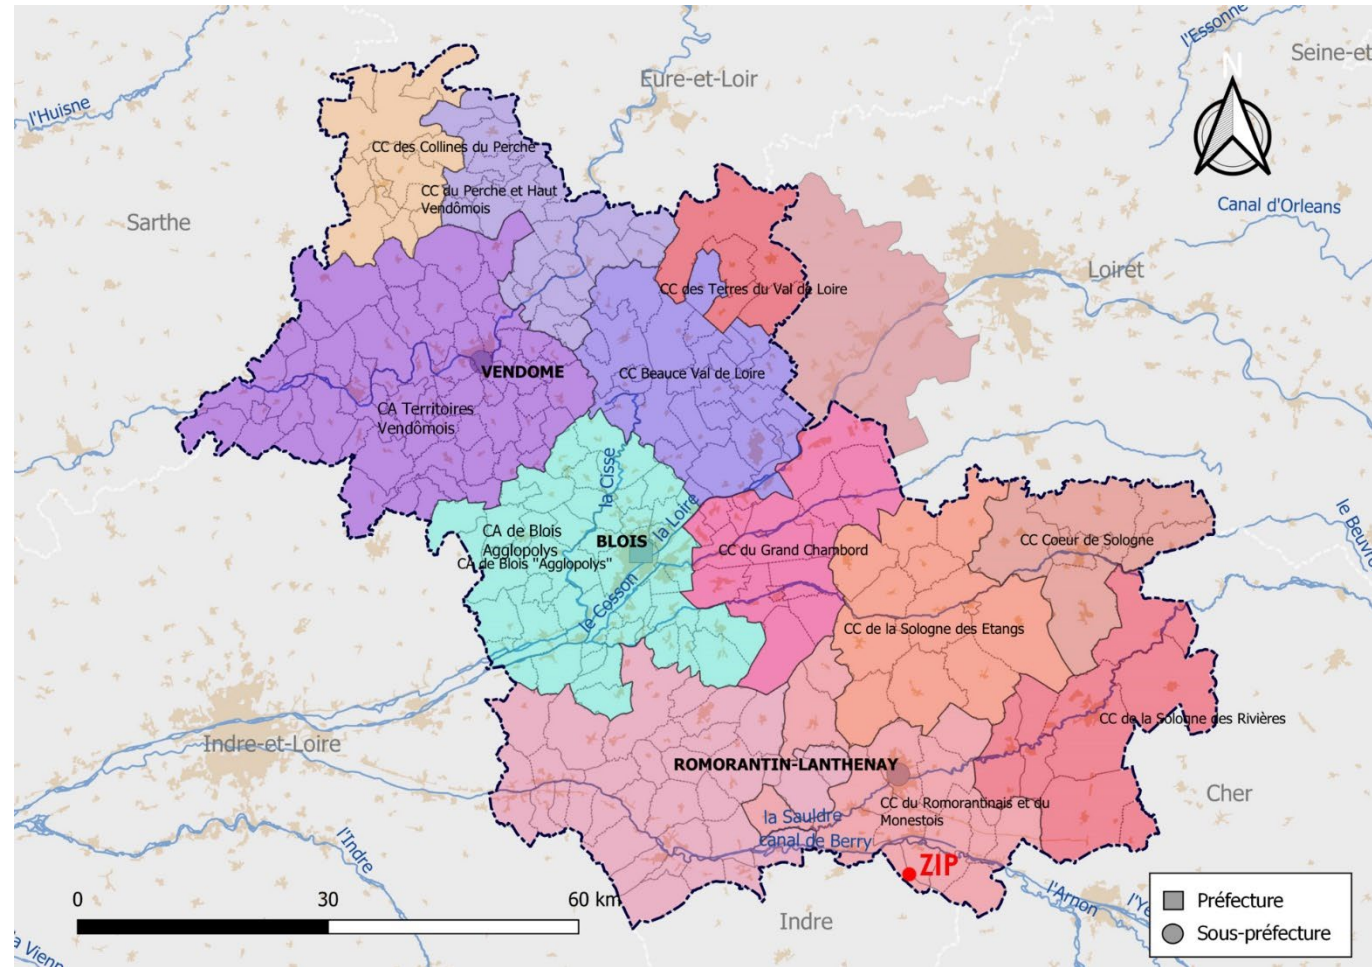 l'Essonne
Seine-et
N
Eure-et-Loir
l'Huisne
CC des Collines du Perche
CC du Perche et Haut
Vendômois
Canal d'Orleans
Sarthe
Loiret
CC des Terres du Val de Loire
VENDOME
CC Beauce Val de Loire
CA Territoires
Vendômois
la Cisse
la Loire
le Beuvr
CA de Blois
Agglopolys
BLOIS
CA de Blois "Agglopolys"
CC du Grand Chambord
CC Coeur de Sologne
le Cosson
CC de la Sologne des Etangs
CC de la Sologne des Rivières
Indre-et-Loire
ROMORANTIN-LANTHENAY
Cher
CC du Romorantinais et du
Monestois
la Sauldre
canal de Berry
l'Indre
ZIP
l'Arnon
l'Ye
0 30 60 km
Indre
la Vienn
Préfecture
Sous-préfecture